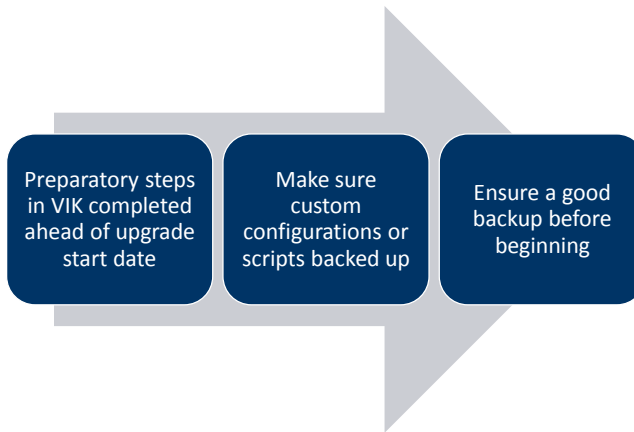 Preparatory steps
in VIK completed
ahead of upgrade
start date
Make sure
custom
configurations or
scripts backed up
Ensure a good
backup before
beginning